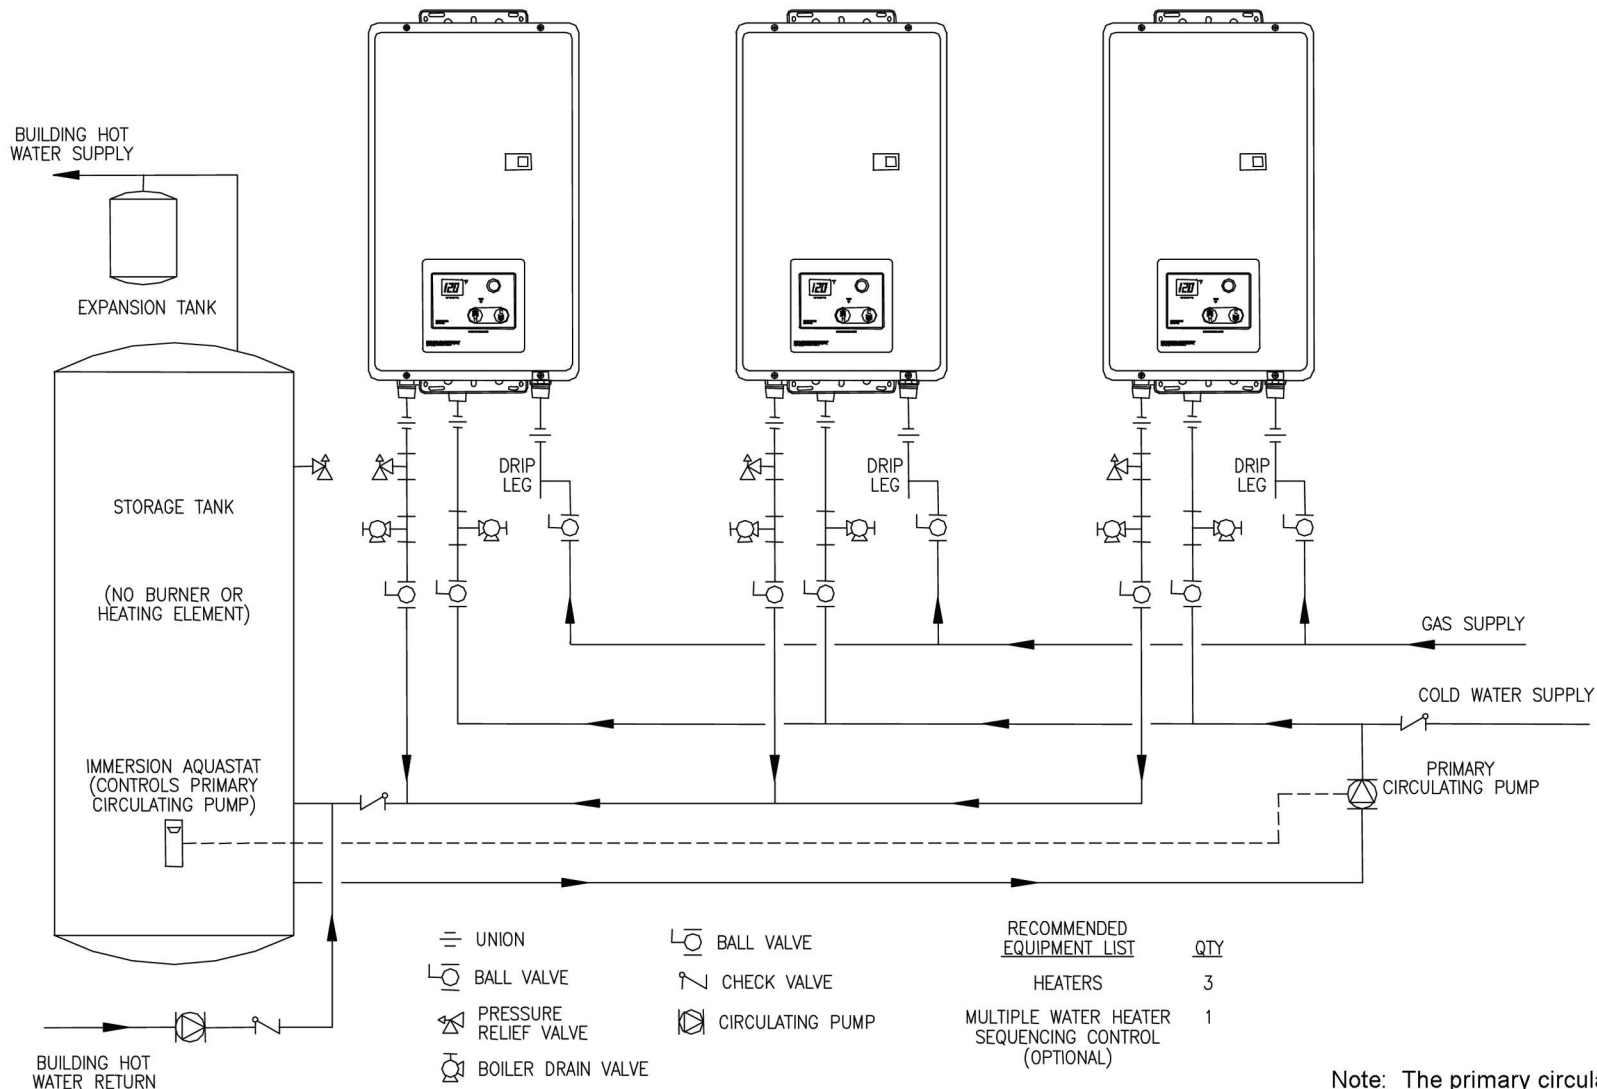 BUILDING HOT
WATER SUPPLY
EXPANSION TANK
120 °F
120 °F
120 °F
DRIP
LEG
DRIP
LEG
DRIP
LEG
STORAGE TANK
(NO BURNER OR
HEATING ELEMENT)
GAS SUPPLY
COLD WATER SUPPLY
IMMERSION AQUASTAT
(CONTROLS PRIMARY
CIRCULATING PUMP)
PRIMARY
CIRCULATING PUMP
UNION
BALL VALVE
PRESSURE
RELIEF VALVE
BOILER DRAIN VALVE
BALL VALVE
CHECK VALVE
CIRCULATING PUMP
RECOMMENDED
EQUIPMENT LIST QTY
HEATERS 3
MULTIPLE WATER HEATER 1
SEQUENCING CONTROL
(OPTIONAL)
BUILDING HOT
WATER RETURN
Note: The primary circula